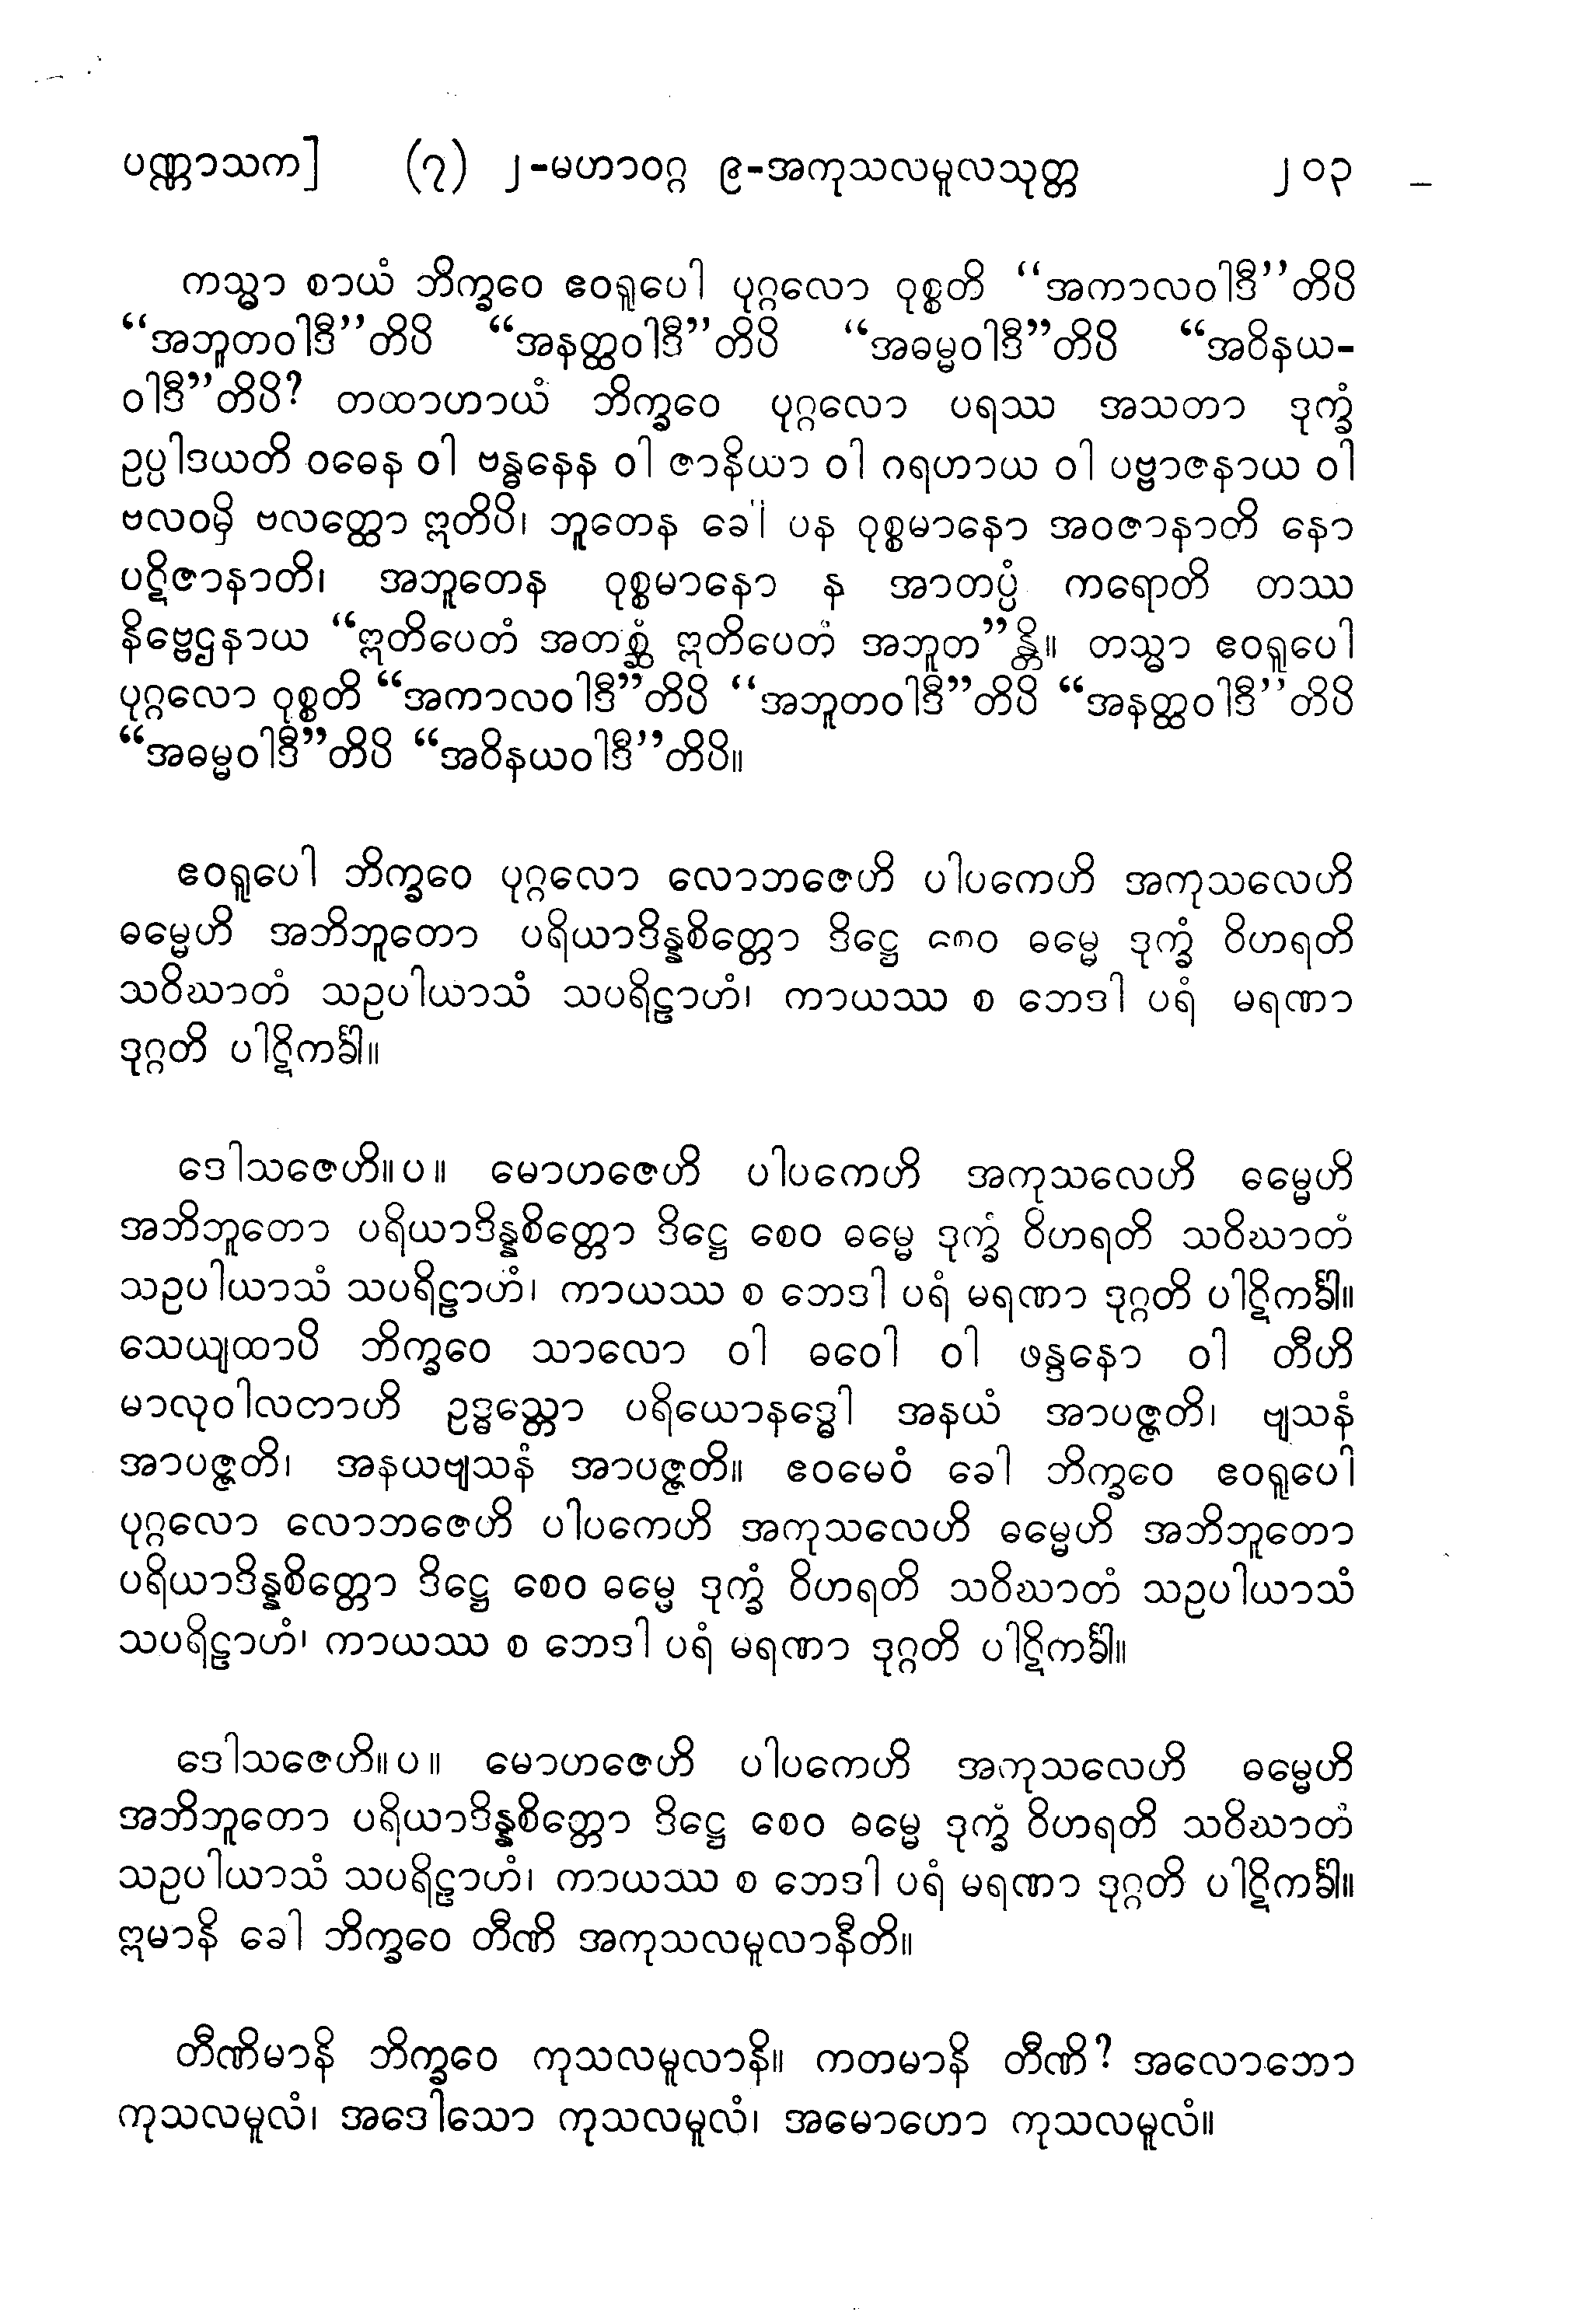 ပဏ္ဏာသက] (၇) ၂-မဟာဝဂ္ဂ ၉-အကုသလမူလသုတ္တ ၂၀၃
ကသ္မာ စာယံ ဘိက္ခဝေ ဧဝရူပေါ ပုဂ္ဂလော ဝုစ္စတိ “အကာလဝါဒီ”တိပိ
“အဘူတဝါဒီ”တိပိ “အနတ္ထဝါဒီ”တိပိ “အဓမ္မဝါဒီ”တိပိ “အဝိနယ-
ဝါဒီ”တိပိ? တထာဟာယံ ဘိက္ခဝေ ပုဂ္ဂလော ပရဿ အသတာ ဒုက္ခံ
ဥပ္ပါဒယတိ ဝဓေန ဝါ ဗန္ဓနေန ဝါ ဇာနိယာ ဝါ ဂရဟာယ ဝါ ပဗ္ဗာဇနာယ ဝါ
ဗလဝမှိ ဗလတ္ထော ဣတိပိ၊ ဘူတေန ခေါ ပန ဝုစ္စမာနော အဝဇာနာတိ နော
ပဋိဇာနာတိ၊ အဘူတေန ဝုစ္စမာနော န အာတပ္ပံ ကရောတိ တဿ
နိဗ္ဗေဌနာယ “ဣတိပေတံ အတစ္ဆံ ဣတိပေတံ အဘူတ”န္တိ။ တသ္မာ ဧဝရူပေါ
ပုဂ္ဂလော ဝုစ္စတိ “အကာလဝါဒီ”တိပိ “အဘူတဝါဒီ”တိပိ “အနတ္ထဝါဒီ”တိပိ
“အဓမ္မဝါဒီ”တိပိ “အဝိနယဝါဒီ”တိပိ။
ဧဝရူပေါ ဘိက္ခဝေ ပုဂ္ဂလော လောဘဇေဟိ ပါပကေဟိ အကုသလေဟိ
ဓမ္မေဟိ အဘိဘူတော ပရိယာဒိန္နစိတ္တော ဒိဋ္ဌေ စေဝ ဓမ္မေ ဒုက္ခံ ဝိဟရတိ
သဝိဃာတံ သဥပါယာသံ သပရိဠာဟံ၊ ကာယဿ စ ဘေဒါ ပရံ မရဏာ
ဒုဂ္ဂတိ ပါဋိကင်္ခါ။
ဒေါသဇေဟိ။ပ။ မောဟဇေဟိ ပါပကေဟိ အကုသလေဟိ ဓမ္မေဟိ
အဘိဘူတော ပရိယာဒိန္နစိတ္တော ဒိဋ္ဌေ စေဝ ဓမ္မေ ဒုက္ခံ ဝိဟရတိ သဝိဃာတံ
သဥပါယာသံ သပရိဠာဟံ၊ ကာယဿ စ ဘေဒါ ပရံ မရဏာ ဒုဂ္ဂတိ ပါဋိကင်္ခါ။
သေယျထာပိ ဘိက္ခဝေ သာလော ဝါ ဓဝေါ ဝါ ဖန္ဒနော ဝါ တီဟိ
မာလုဝါလတာဟိ ဥဒ္ဓသ္တော ပရိယောနဒ္ဓေါ အနယံ အာပဇ္ဇတိ၊ ဗျသနံ
အာပဇ္ဇတိ၊ အနယဗျသနံ အာပဇ္ဇတိ။ ဧဝမေဝံ ခေါ ဘိက္ခဝေ ဧဝရူပေါ
ပုဂ္ဂလော လောဘဇေဟိ ပါပကေဟိ အကုသလေဟိ ဓမ္မေဟိ အဘိဘူတော
ပရိယာဒိန္နစိတ္တော ဒိဋ္ဌေ စေဝ ဓမ္မေ ဒုက္ခံ ဝိဟရတိ သဝိဃာတံ သဥပါယာသံ
သပရိဠာဟံ၊ ကာယဿ စ ဘေဒါ ပရံ မရဏာ ဒုဂ္ဂတိ ပါဋိကင်္ခါ။
ဒေါသဇေဟိ။ပ။ မောဟဇေဟိ ပါပကေဟိ အကုသလေဟိ ဓမ္မေဟိ
အဘိဘူတော ပရိယာဒိန္နစိတ္တော ဒိဋ္ဌေ စေဝ ဓမ္မေ ဒုက္ခံ ဝိဟရတိ သဝိဃာတံ
သဥပါယာသံ သပရိဠာဟံ၊ ကာယဿ စ ဘေဒါ ပရံ မရဏာ ဒုဂ္ဂတိ ပါဋိကင်္ခါ။
ဣမာနိ ခေါ ဘိက္ခဝေ တီဏိ အကုသလမူလာနီတိ။
တီဏိမာနိ ဘိက္ခဝေ ကုသလမူလာနိ။ ကတမာနိ တီဏိ? အလောဘော
ကုသလမူလံ၊ အဒေါသော ကုသလမူလံ၊ အမောဟော ကုသလမူလံ။